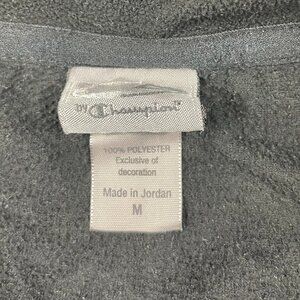 by Champion
100% POLYESTER
Exclusive of
decoration
Made in Jordan
M